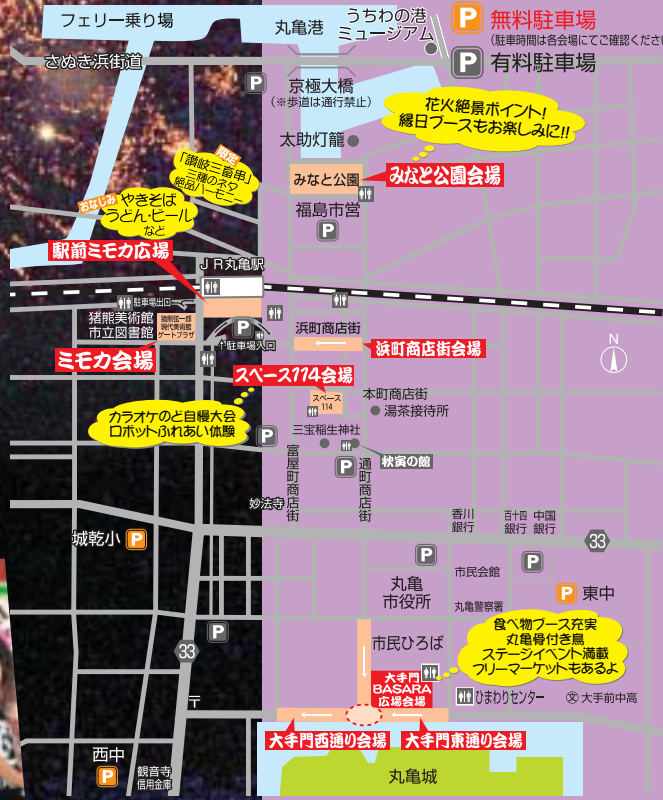 フェリー乗り場
丸亀港
うちわの港
ミュージアム
P 無料駐車場
(駐車時間は各会場にてご確認くださ
P 有料駐車場
さぬき浜街道
P
京極大橋
(※歩道は通行禁止)
花火絶景ポイント!
縁日ブースもお楽しみに!!
太助灯籠
限定
「讃岐三畜串」
三種のネタ
絶品ハーモニー
みなと公園
みなと公園会場
おなじみ
やきそば
うどん・ビール
など
福島市営
P
駅前ミモカ広場
JR丸亀駅
駐車場出口
猪熊美術館
市立図書館
猪熊弦一郎
現代美術館
ゲートプラザ
P
↑駐車場入口
浜町商店街
浜町商店街会場
N
ミモカ会場
スペース114会場
スペース
114
本町商店街
湯茶接待所
カラオケのど自慢大会
ロボットふれあい体験
P
三宝稲生神社
秋寅の館
P
富屋町商店街
通町商店街
妙法寺
香川
銀行
百十四
銀行
中国
銀行
33
城乾小
P
P
P
市民会館
丸亀
市役所
P
東中
丸亀警察署
P
33
市民ひろば
食べ物ブース充実
丸亀骨付き鳥
ステージイベント満載
フリーマーケットもあるよ
大手門
BASARA
広場会場
ひまわりセンター
文 大手前中高
〒
大手門西通り会場
大手門東通り会場
西中
P
観音寺
信用金庫
丸亀城